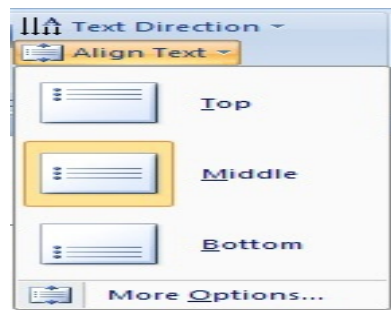 Text Direction
Align Text
Top
Middle
Bottom
More Options...